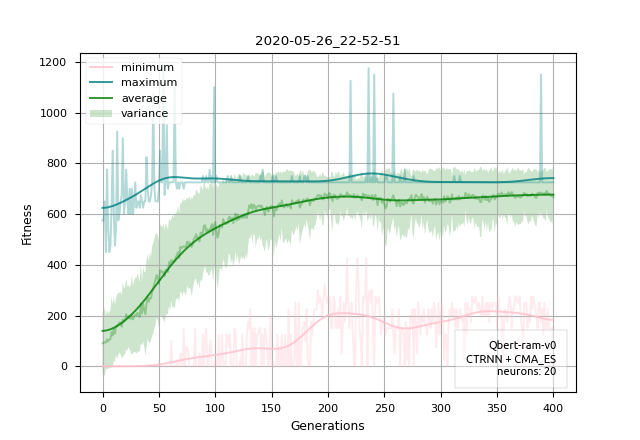 2020-05-26_22-52-51
minimum
maximum
average
variance
1200
1000
800
600
400
200
0
Fitness
0 50 100 150 200 250 300 350 400
Generations
Qbert-ram-v0
CTRNN + CMA_ES
neurons: 20